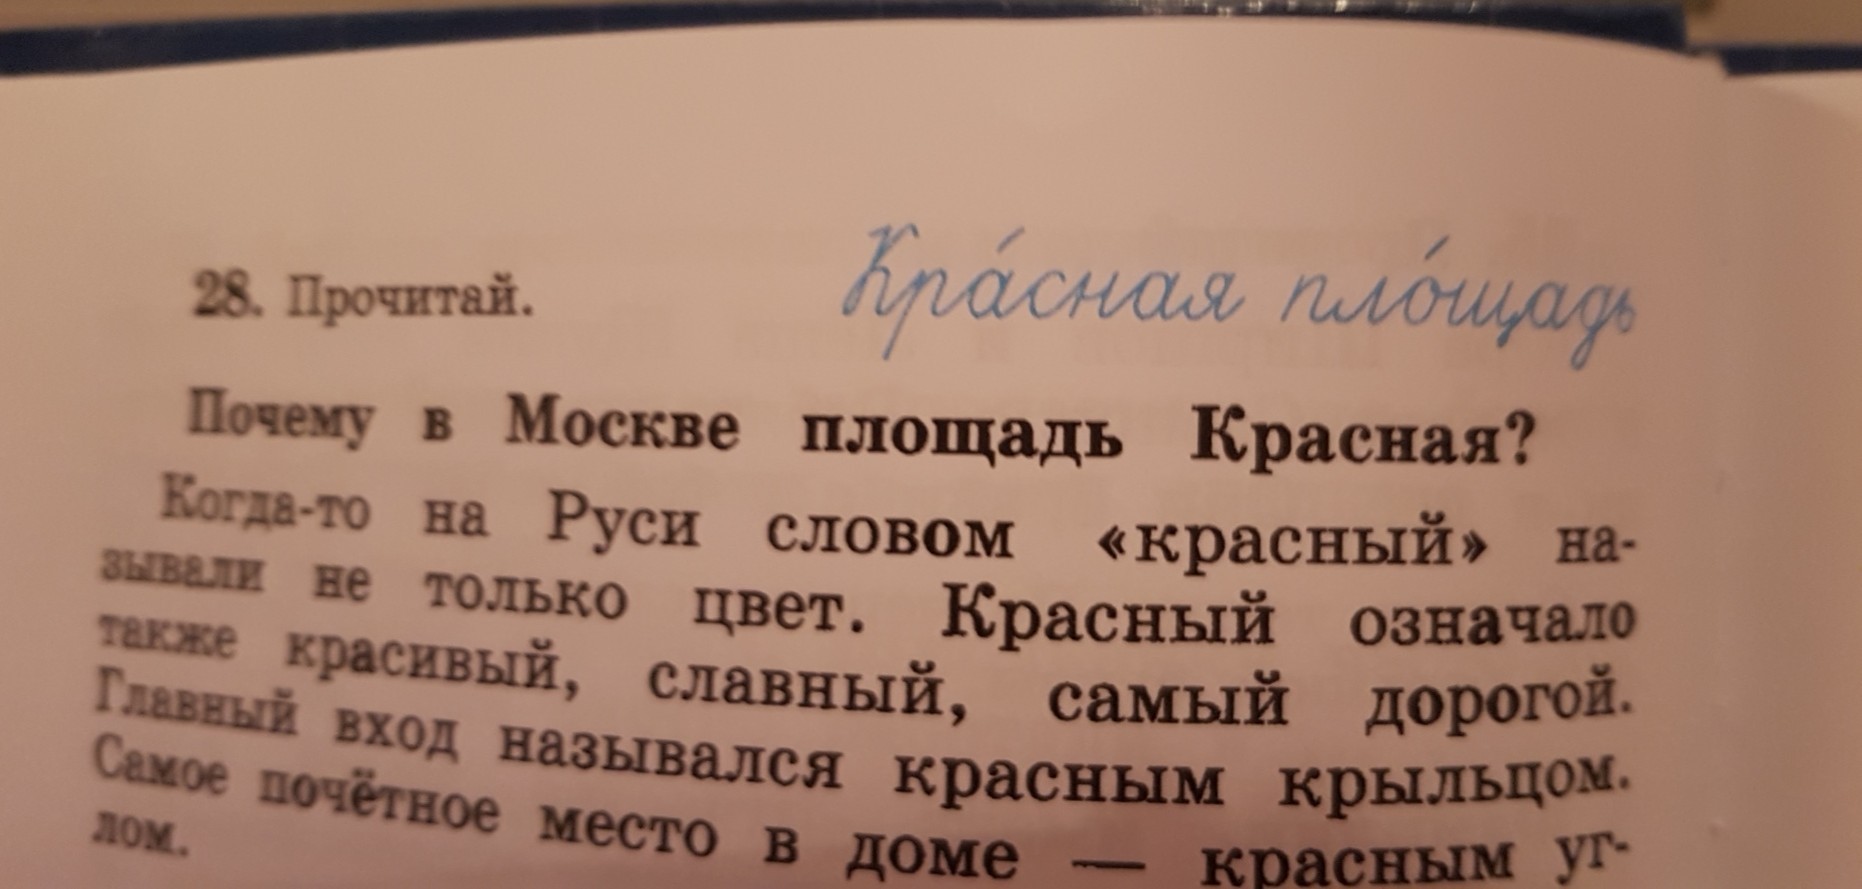 28. Прочитай.
Кра́сная пло́щадь
Почему в Москве площадь Красная?
Когда-то на Руси словом «красный» на-
зывали не только цвет. Красный означало
также красивый, славный, самый дорогой.
Главный вход назывался красным крыльцом.
Самое почётное место в доме — красным уг-
лом.